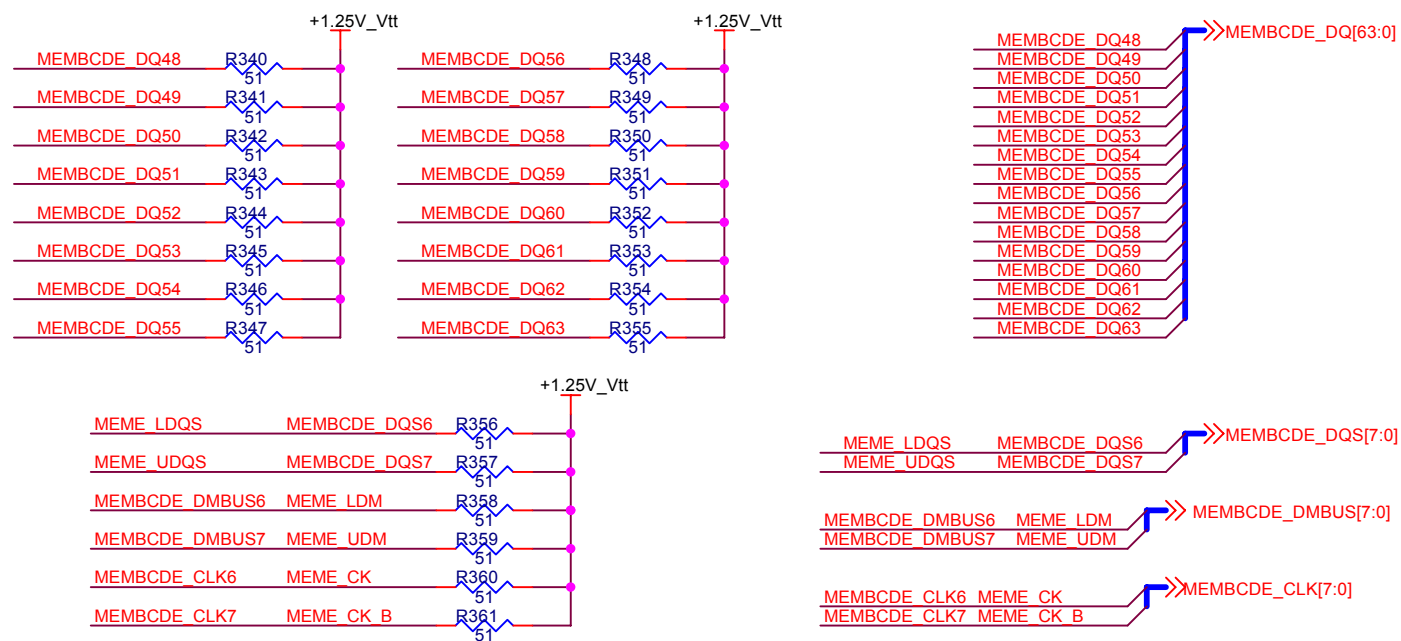 +1.25V_Vtt
MEMBCDE_DQ48 R340 51
MEMBCDE_DQ49 R341 51
MEMBCDE_DQ50 R342 51
MEMBCDE_DQ51 R343 51
MEMBCDE_DQ52 R344 51
MEMBCDE_DQ53 R345 51
MEMBCDE_DQ54 R346 51
MEMBCDE_DQ55 R347 51
+1.25V_Vtt
MEMBCDE_DQ56 R348 51
MEMBCDE_DQ57 R349 51
MEMBCDE_DQ58 R350 51
MEMBCDE_DQ59 R351 51
MEMBCDE_DQ60 R352 51
MEMBCDE_DQ61 R353 51
MEMBCDE_DQ62 R354 51
MEMBCDE_DQ63 R355 51
MEMBCDE_DQ[63:0]
MEMBCDE_DQ48
MEMBCDE_DQ49
MEMBCDE_DQ50
MEMBCDE_DQ51
MEMBCDE_DQ52
MEMBCDE_DQ53
MEMBCDE_DQ54
MEMBCDE_DQ55
MEMBCDE_DQ56
MEMBCDE_DQ57
MEMBCDE_DQ58
MEMBCDE_DQ59
MEMBCDE_DQ60
MEMBCDE_DQ61
MEMBCDE_DQ62
MEMBCDE_DQ63
+1.25V_Vtt
MEME_LDQS MEMBCDE_DQS6 R356 51
MEME_UDQS MEMBCDE_DQS7 R357 51
MEMBCDE_DMBUS6 MEME_LDM R358 51
MEMBCDE_DMBUS7 MEME_UDM R359 51
MEMBCDE_CLK6 MEME_CK R360 51
MEMBCDE_CLK7 MEME_CK_B R361 51
MEMBCDE_DQS[7:0]
MEME_LDQS MEMBCDE_DQS6
MEME_UDQS MEMBCDE_DQS7
MEMBCDE_DMBUS[7:0]
MEMBCDE_DMBUS6 MEME_LDM
MEMBCDE_DMBUS7 MEME_UDM
MEMBCDE_CLK[7:0]
MEMBCDE_CLK6 MEME_CK
MEMBCDE_CLK7 MEME_CK_B